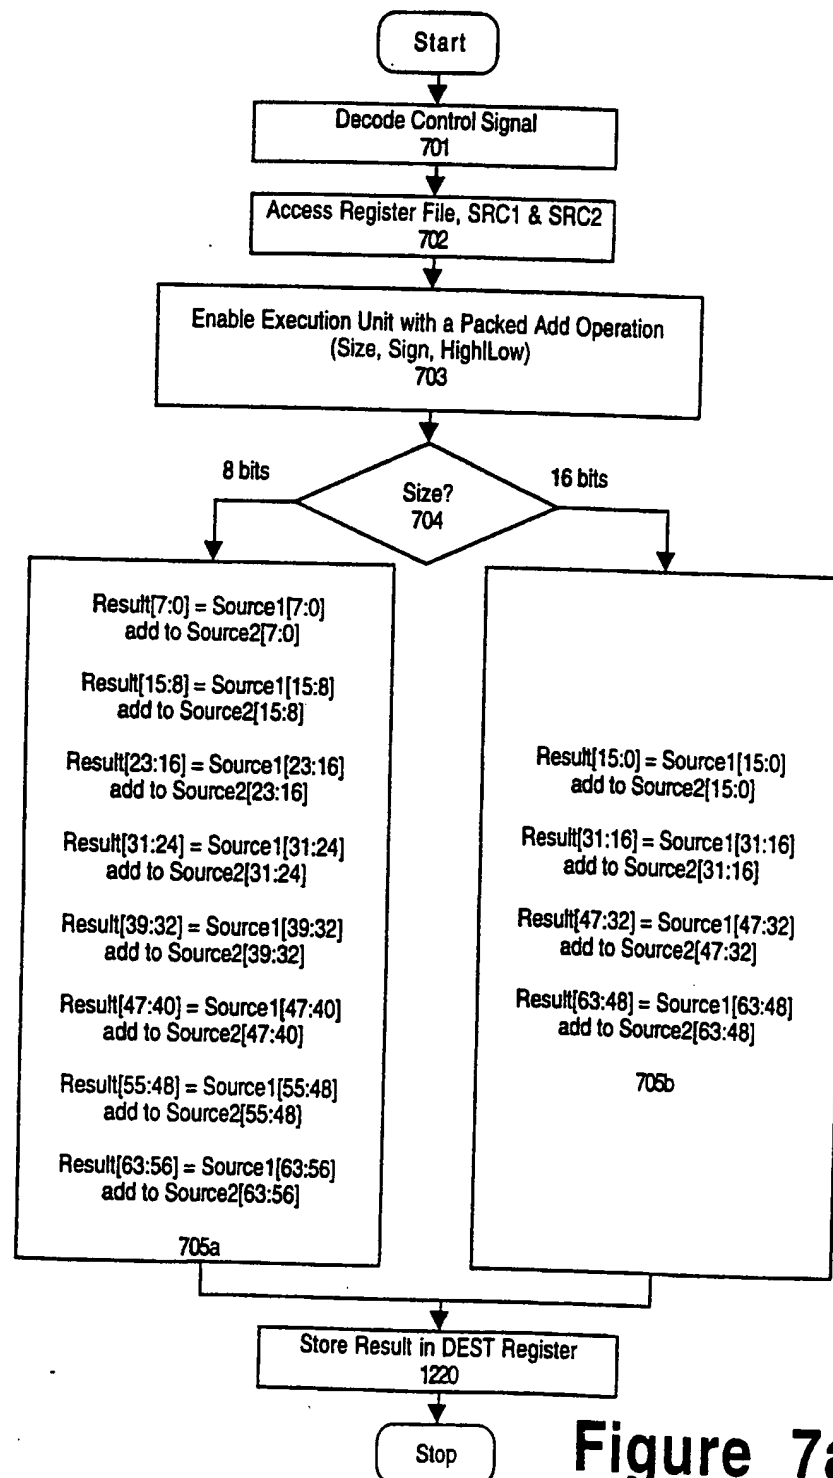 Start
Decode Control Signal
701
Access Register File, SRC1 & SRC2
702
Enable Execution Unit with a Packed Add Operation
(Size, Sign, High|Low)
703
8 bits
Size?
704
16 bits
Result[7:0] = Source1[7:0]
add to Source2[7:0]
Result[15:8] = Source1[15:8]
add to Source2[15:8]
Result[23:16] = Source1[23:16]
add to Source2[23:16]
Result[31:24] = Source1[31:24]
add to Source2[31:24]
Result[39:32] = Source1[39:32]
add to Source2[39:32]
Result[47:40] = Source1[47:40]
add to Source2[47:40]
Result[55:48] = Source1[55:48]
add to Source2[55:48]
Result[63:56] = Source1[63:56]
add to Source2[63:56]
705a
Result[15:0] = Source1[15:0]
add to Source2[15:0]
Result[31:16] = Source1[31:16]
add to Source2[31:16]
Result[47:32] = Source1[47:32]
add to Source2[47:32]
Result[63:48] = Source1[63:48]
add to Source2[63:48]
705b
Store Result in DEST Register
1220
Stop
Figure 7a